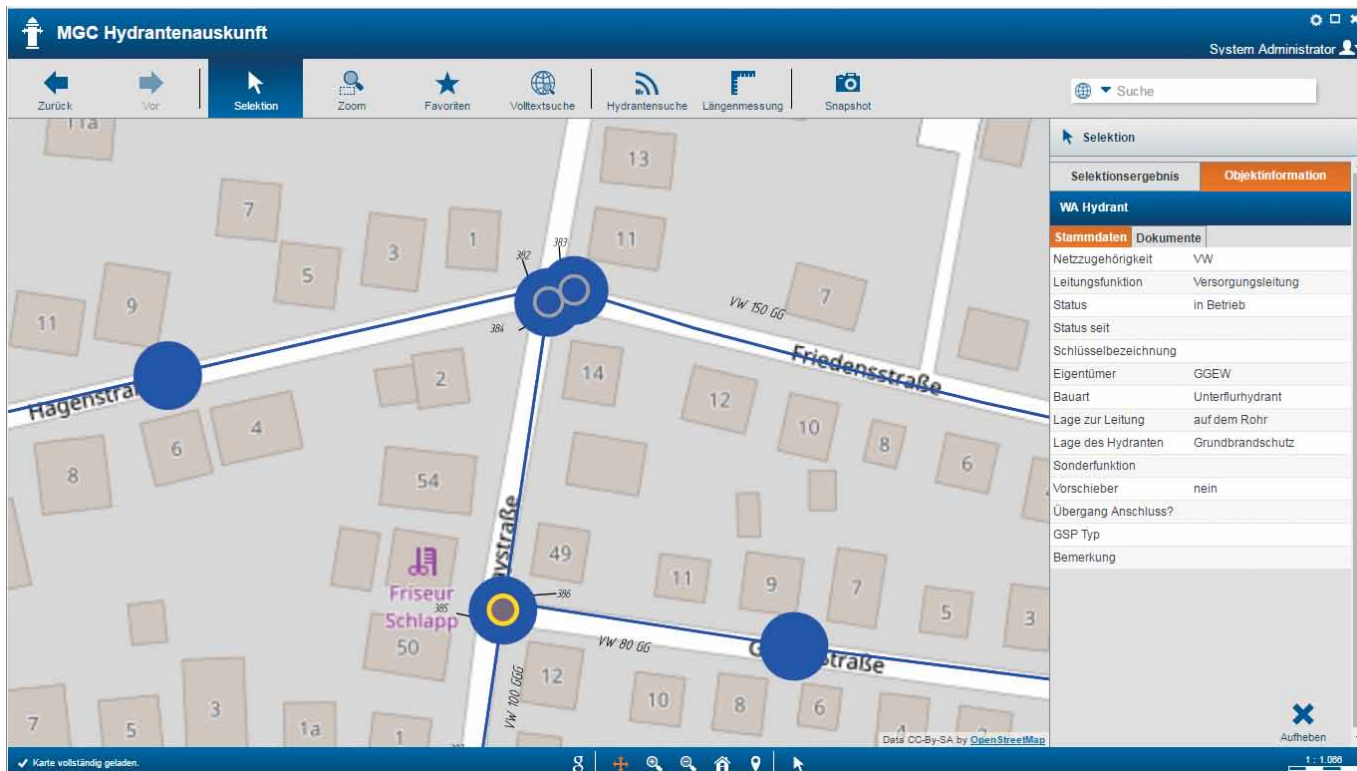 MGC Hydrantenauskunft
System Administrator
Zurück
Vor
Selektion
Zoom
Favoriten
Volltextsuche
Hydrantensuche
Längenmessung
Snapshot
Suche
11a
13
7
1
3
11
5
9
11
7
382
383
384
VW 150 GG
Friedensstraße
Hagenstra
2
14
12
10
8
6
4
6
8
54
49
Friseur
Schlapp
385
386
50
11
9
7
5
3
VW 80 GG
VW 100 GGG
straße
12
10
8
6
4
7
5
3
1a
1
Data CC-By-SA by OpenStreetMap
Selektion
Selektionsergebnis Objektinformation
WA Hydrant
Stammdaten Dokumente
Netzzugehörigkeit VW
Leitungsfunktion Versorgungsleitung
Status in Betrieb
Status seit
Schlüsselbezeichnung
Eigentümer GGEW
Bauart Unterflurhydrant
Lage zur Leitung auf dem Rohr
Lage des Hydranten Grundbrandschutz
Sonderfunktion
Vorschieber nein
Übergang Anschluss?
GSP Typ
Bemerkung
Aufheben
Karte vollständig geladen.
1 : 1.066